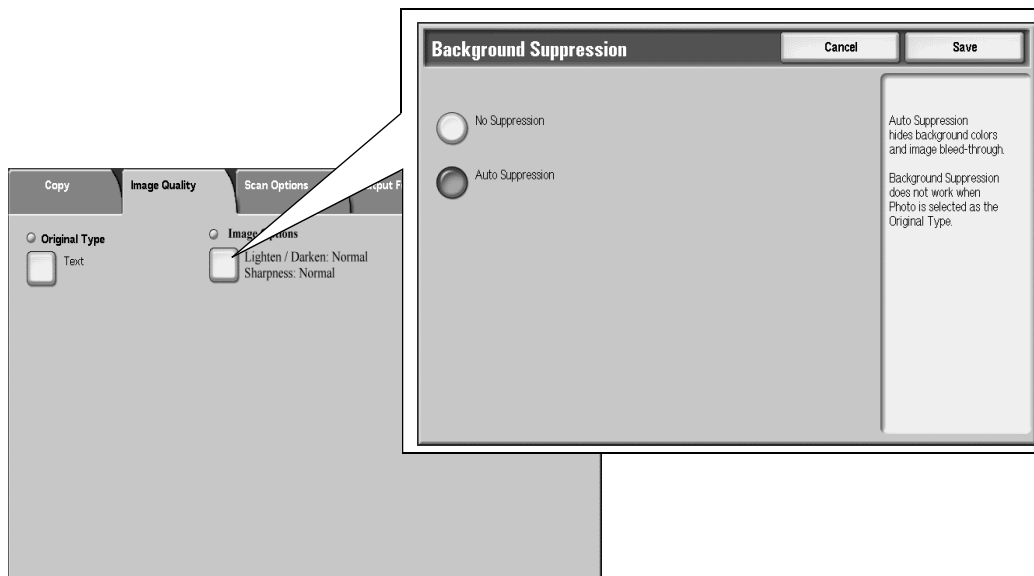 Background Suppression
Cancel
Save
No Suppression
Auto Suppression
Auto Suppression
hides background colors
and image bleed-through.
Background Suppression
does not work when
Photo is selected as the
Original Type.
Copy
Image Quality
Scan Options
Original Type
Text
Image
Lighten / Darken: Normal
Sharpness: Normal